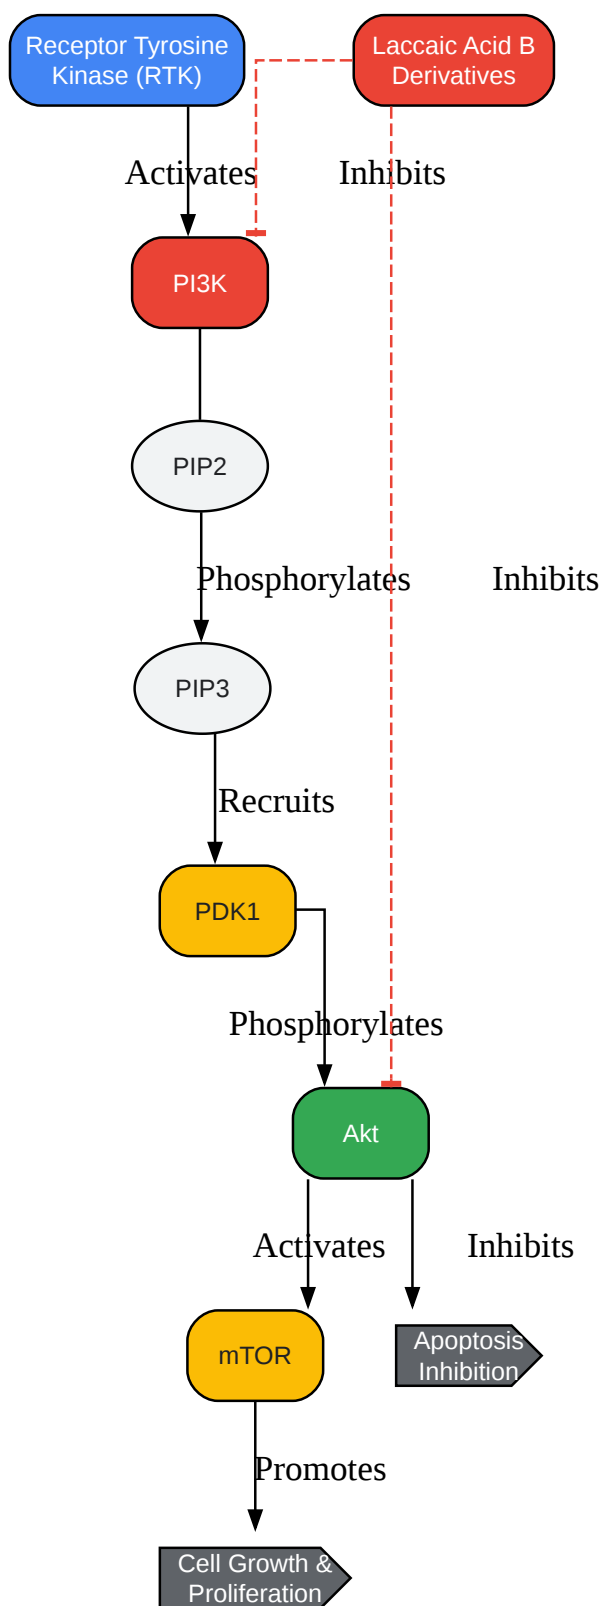 Receptor Tyrosine
Kinase (RTK)
Laccaic Acid B
Derivatives
Activates
Inhibits
PI3K
PIP2
Phosphorylates
Inhibits
PIP3
Recruits
PDK1
Phosphorylates
Akt
Activates
Inhibits
mTOR
Apoptosis
Inhibition
Promotes
Cell Growth &
Proliferation